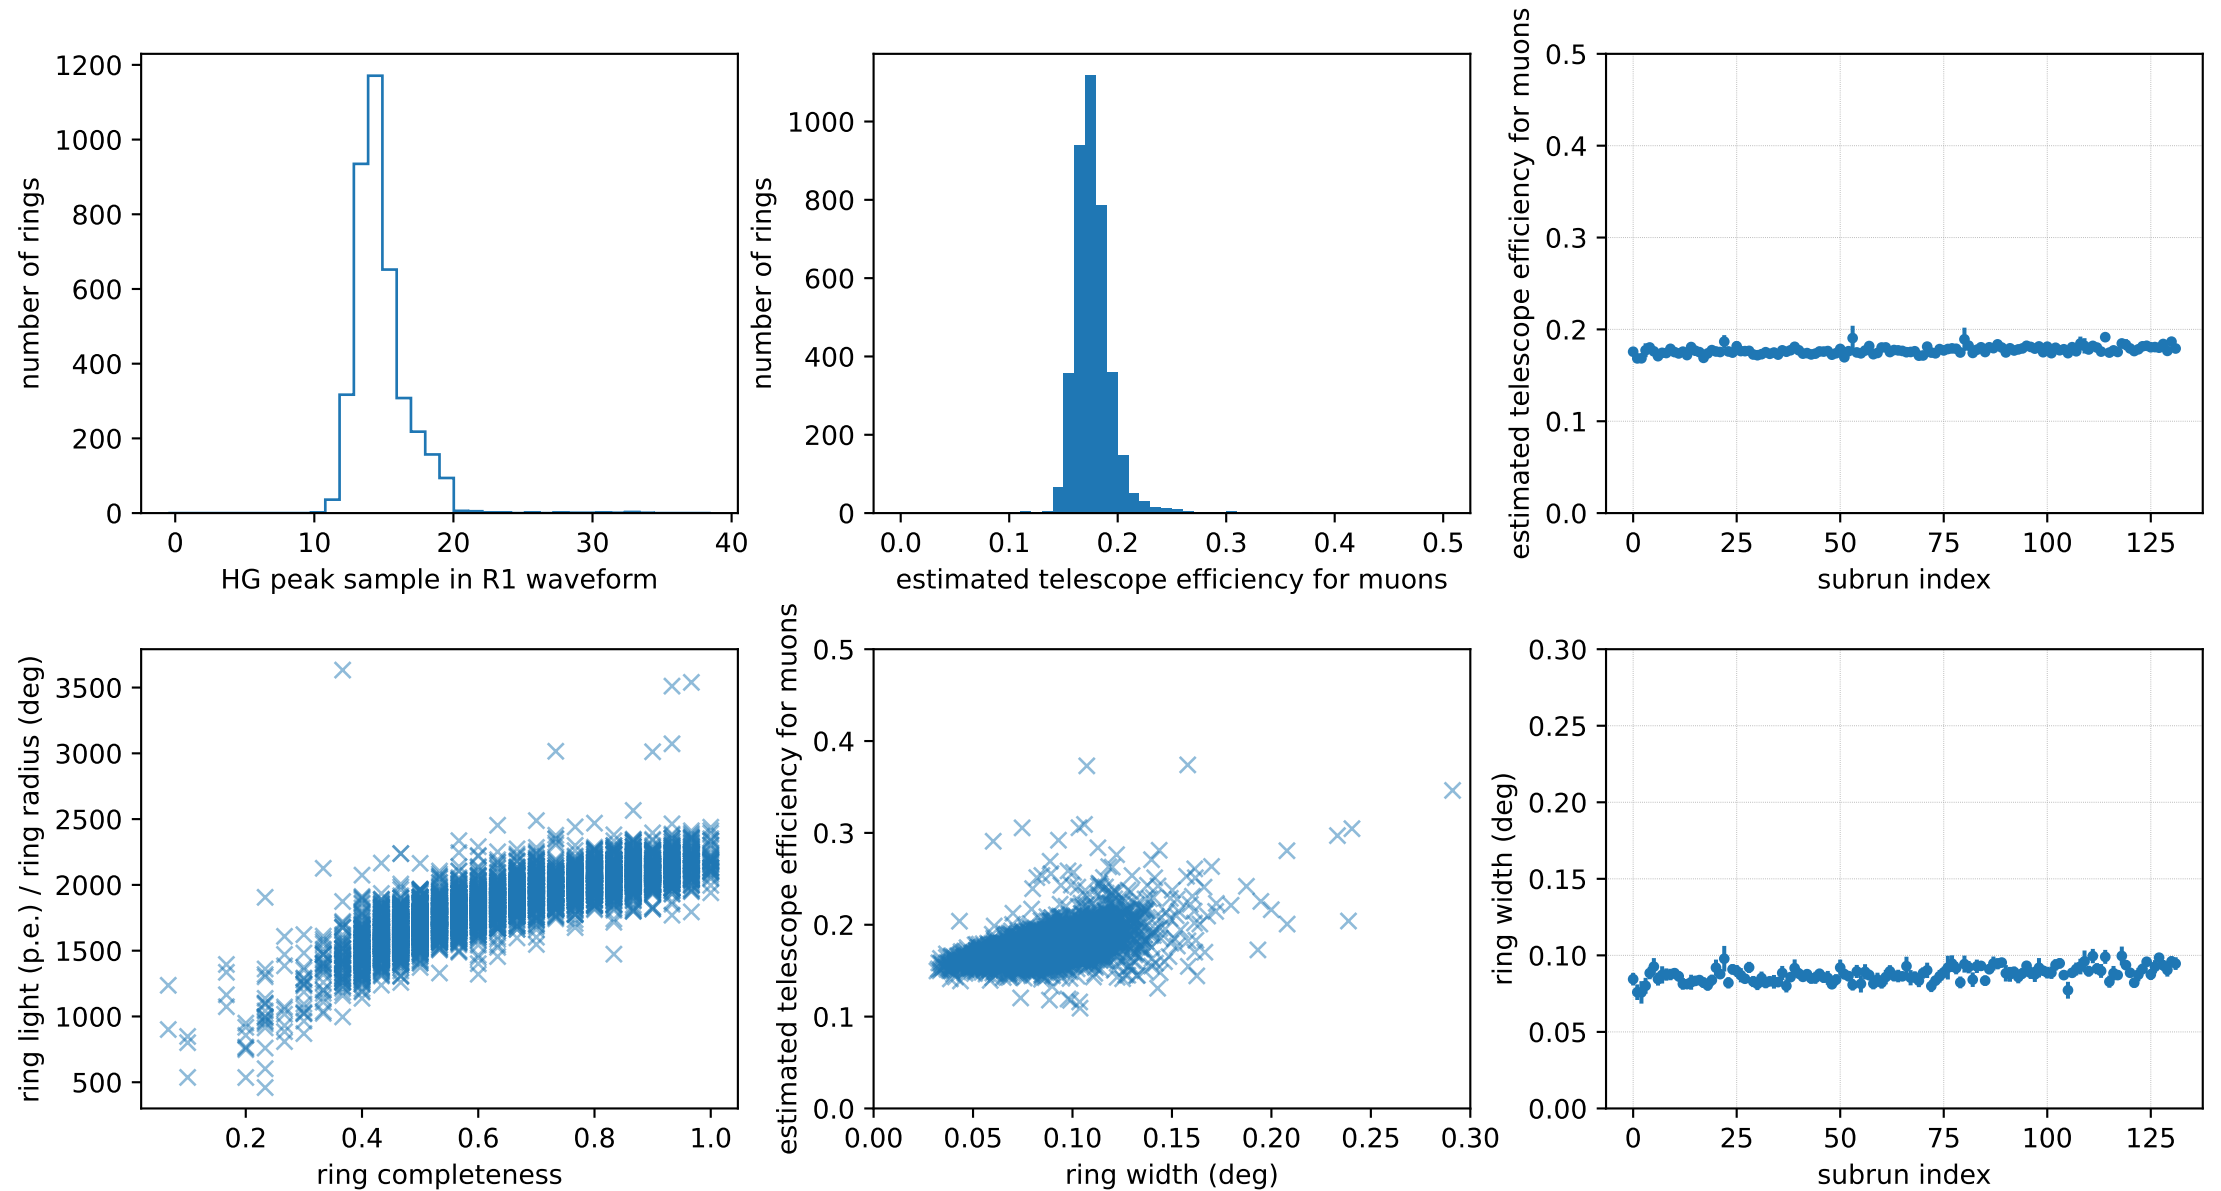 1200
1000
800
600
400
200
0
number of rings
0 10 20 30 40
HG peak sample in R1 waveform
1000
800
600
400
200
0
number of rings
0.0 0.1 0.2 0.3 0.4 0.5
estimated telescope efficiency for muons
0.5
0.4
0.3
0.2
0.1
0.0
estimated telescope efficiency for muons
0 25 50 75 100 125
subrun index
3500
3000
2500
2000
1500
1000
500
ring light (p.e.) / ring radius (deg)
0.2 0.4 0.6 0.8 1.0
ring completeness
0.5
0.4
0.3
0.2
0.1
0.0
estimated telescope efficiency for muons
0.00 0.05 0.10 0.15 0.20 0.25 0.30
ring width (deg)
0.30
0.25
0.20
0.15
0.10
0.05
0.00
ring width (deg)
0 25 50 75 100 125
subrun index